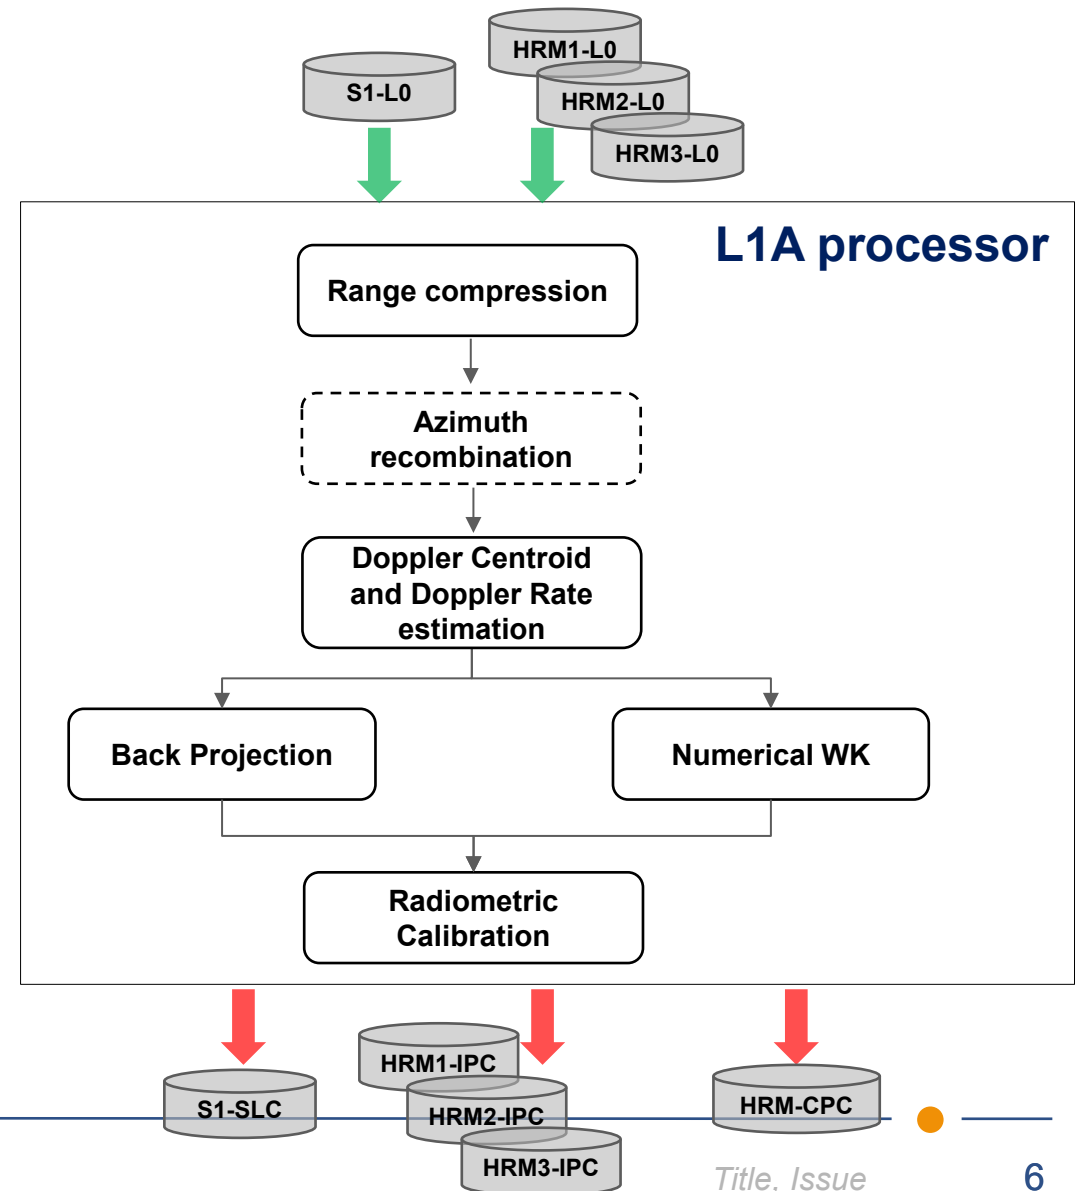 HRM1-L0
S1-L0
HRM2-L0
HRM3-L0
L1A processor
Range compression
Azimuth
recombination
Doppler Centroid
and Doppler Rate
estimation
Back Projection
Numerical WK
Radiometric
Calibration
HRM1-IPC
S1-SLC
HRM2-IPC
HRM-CPC
HRM3-IPC
Title. Issue
6